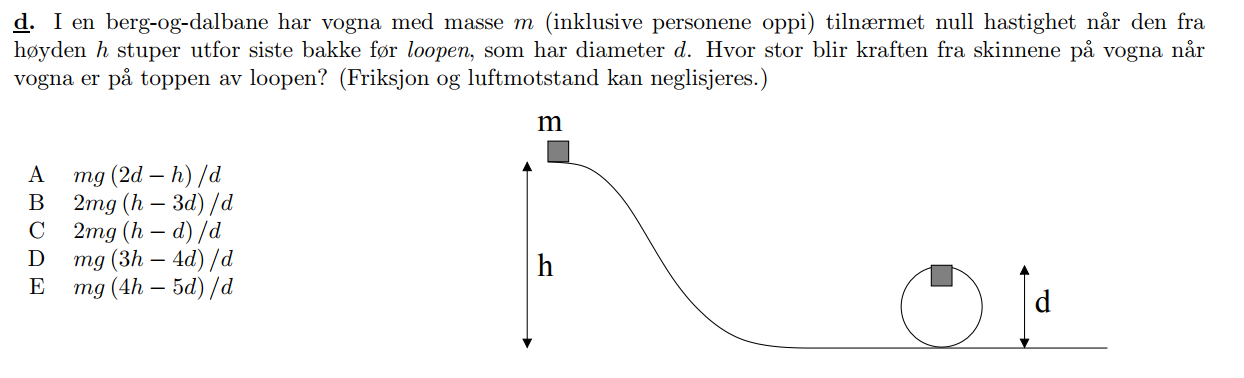 d. I en berg-og-dalbane har vogna med masse m (inklusive personene oppi) tilnærmet null hastighet når den fra
høyden h stuper utfor siste bakke før loopen, som har diameter d. Hvor stor blir kraften fra skinnene på vogna når
vogna er på toppen av loopen? (Friksjon og luftmotstand kan neglisjeres.)
m
A mg (2d − h) /d
B 2mg (h − 3d) /d
C 2mg (h − d) /d
D mg (3h − 4d) /d
E mg (4h − 5d) /d
h
d